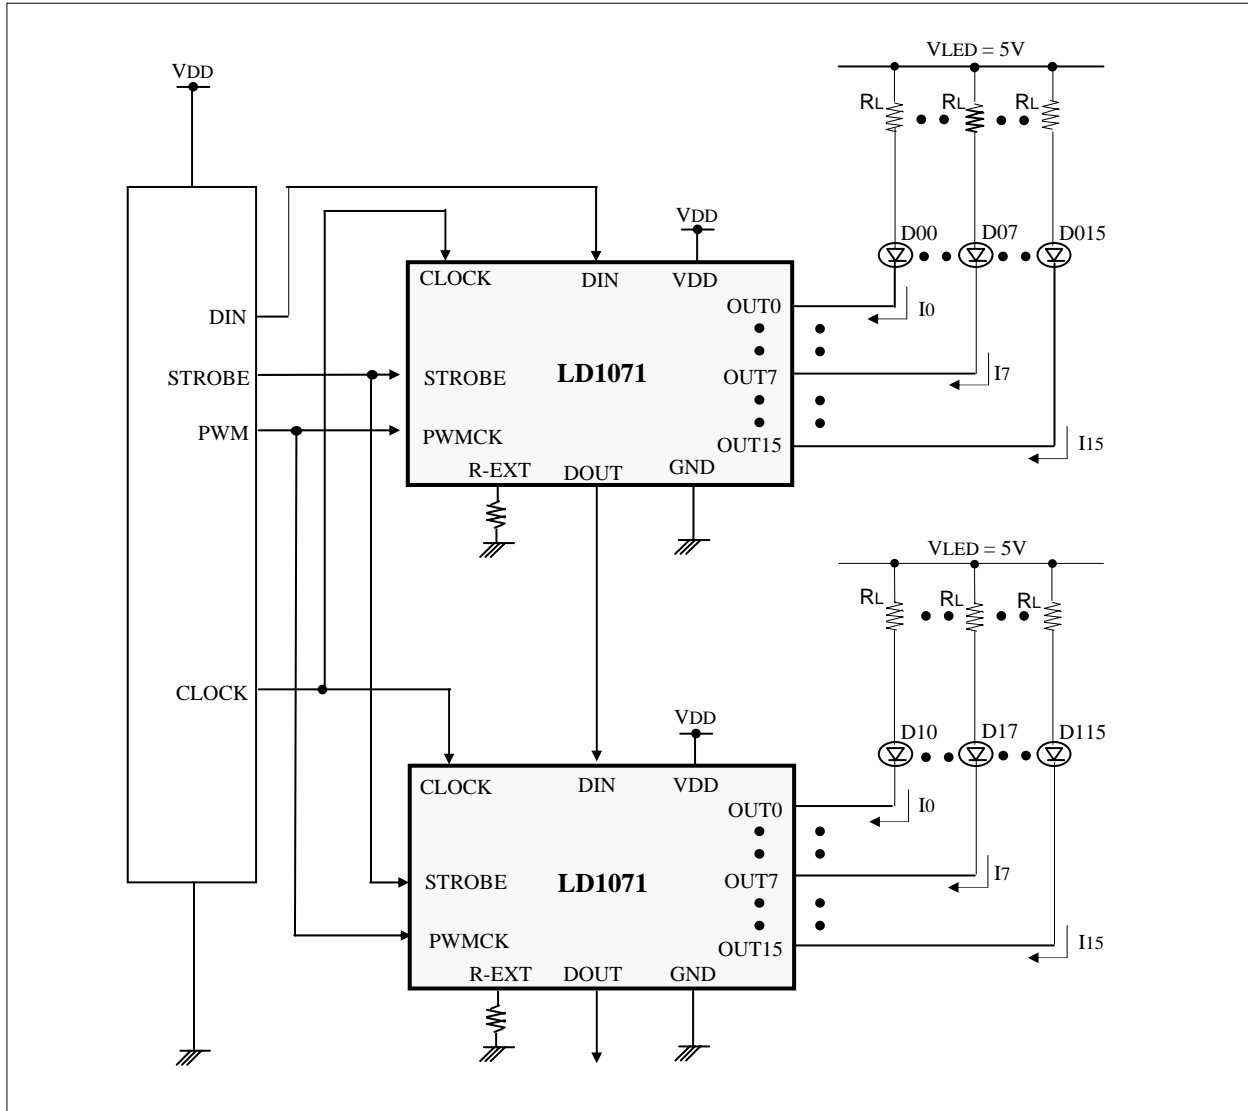 VLED = 5V
VDD
RL RL RL
VDD
D00 D07 D015
CLOCK DIN VDD
OUT0
I0
DIN
STROBE
STROBE
LD1071
OUT7
I7
PWM
PWMCK
OUT15
I15
R-EXT DOUT GND
VLED = 5V
RL RL RL
CLOCK
VDD
D10 D17 D115
CLOCK DIN VDD
OUT0
I0
STROBE
LD1071
OUT7
I7
PWMCK
OUT15
I15
R-EXT DOUT GND